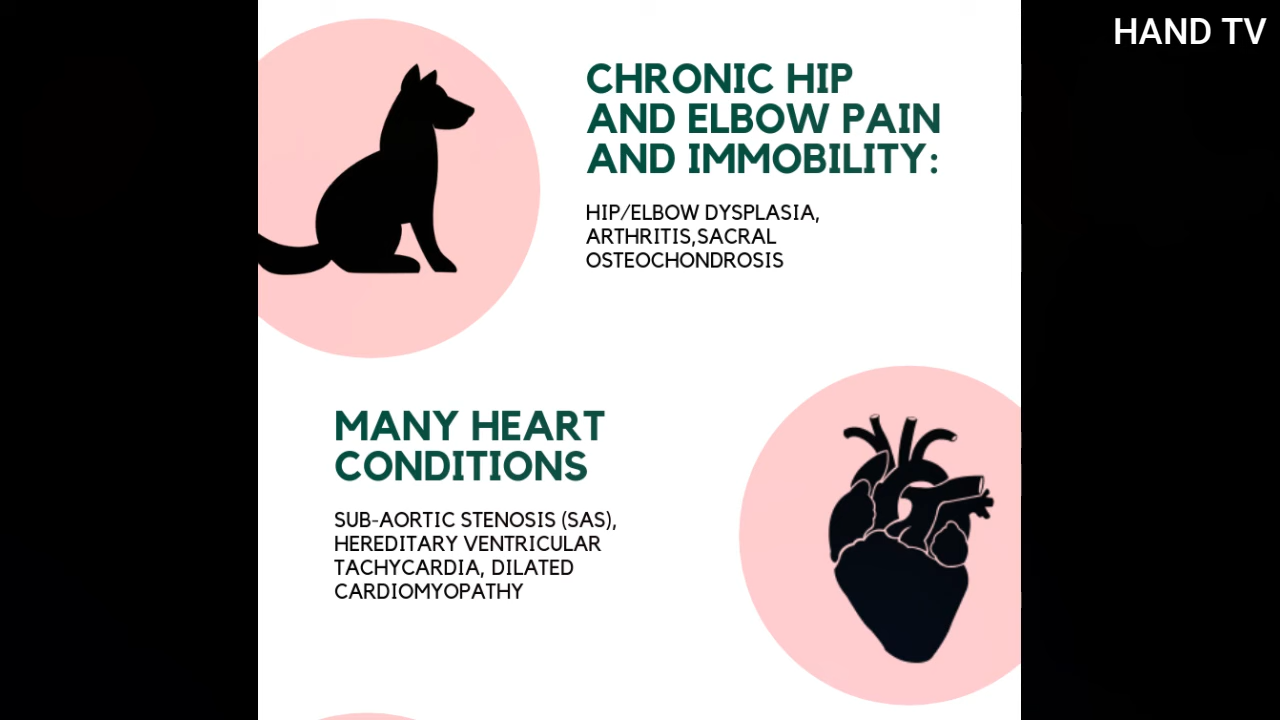 HAND TV
CHRONIC HIP
AND ELBOW PAIN
AND IMMOBILITY:
HIP/ELBOW DYSPLASIA,
ARTHRITIS,SACRAL
OSTEOCHONDROSIS
MANY HEART
CONDITIONS
SUB-AORTIC STENOSIS (SAS),
HEREDITARY VENTRICULAR
TACHYCARDIA, DILATED
CARDIOMYOPATHY